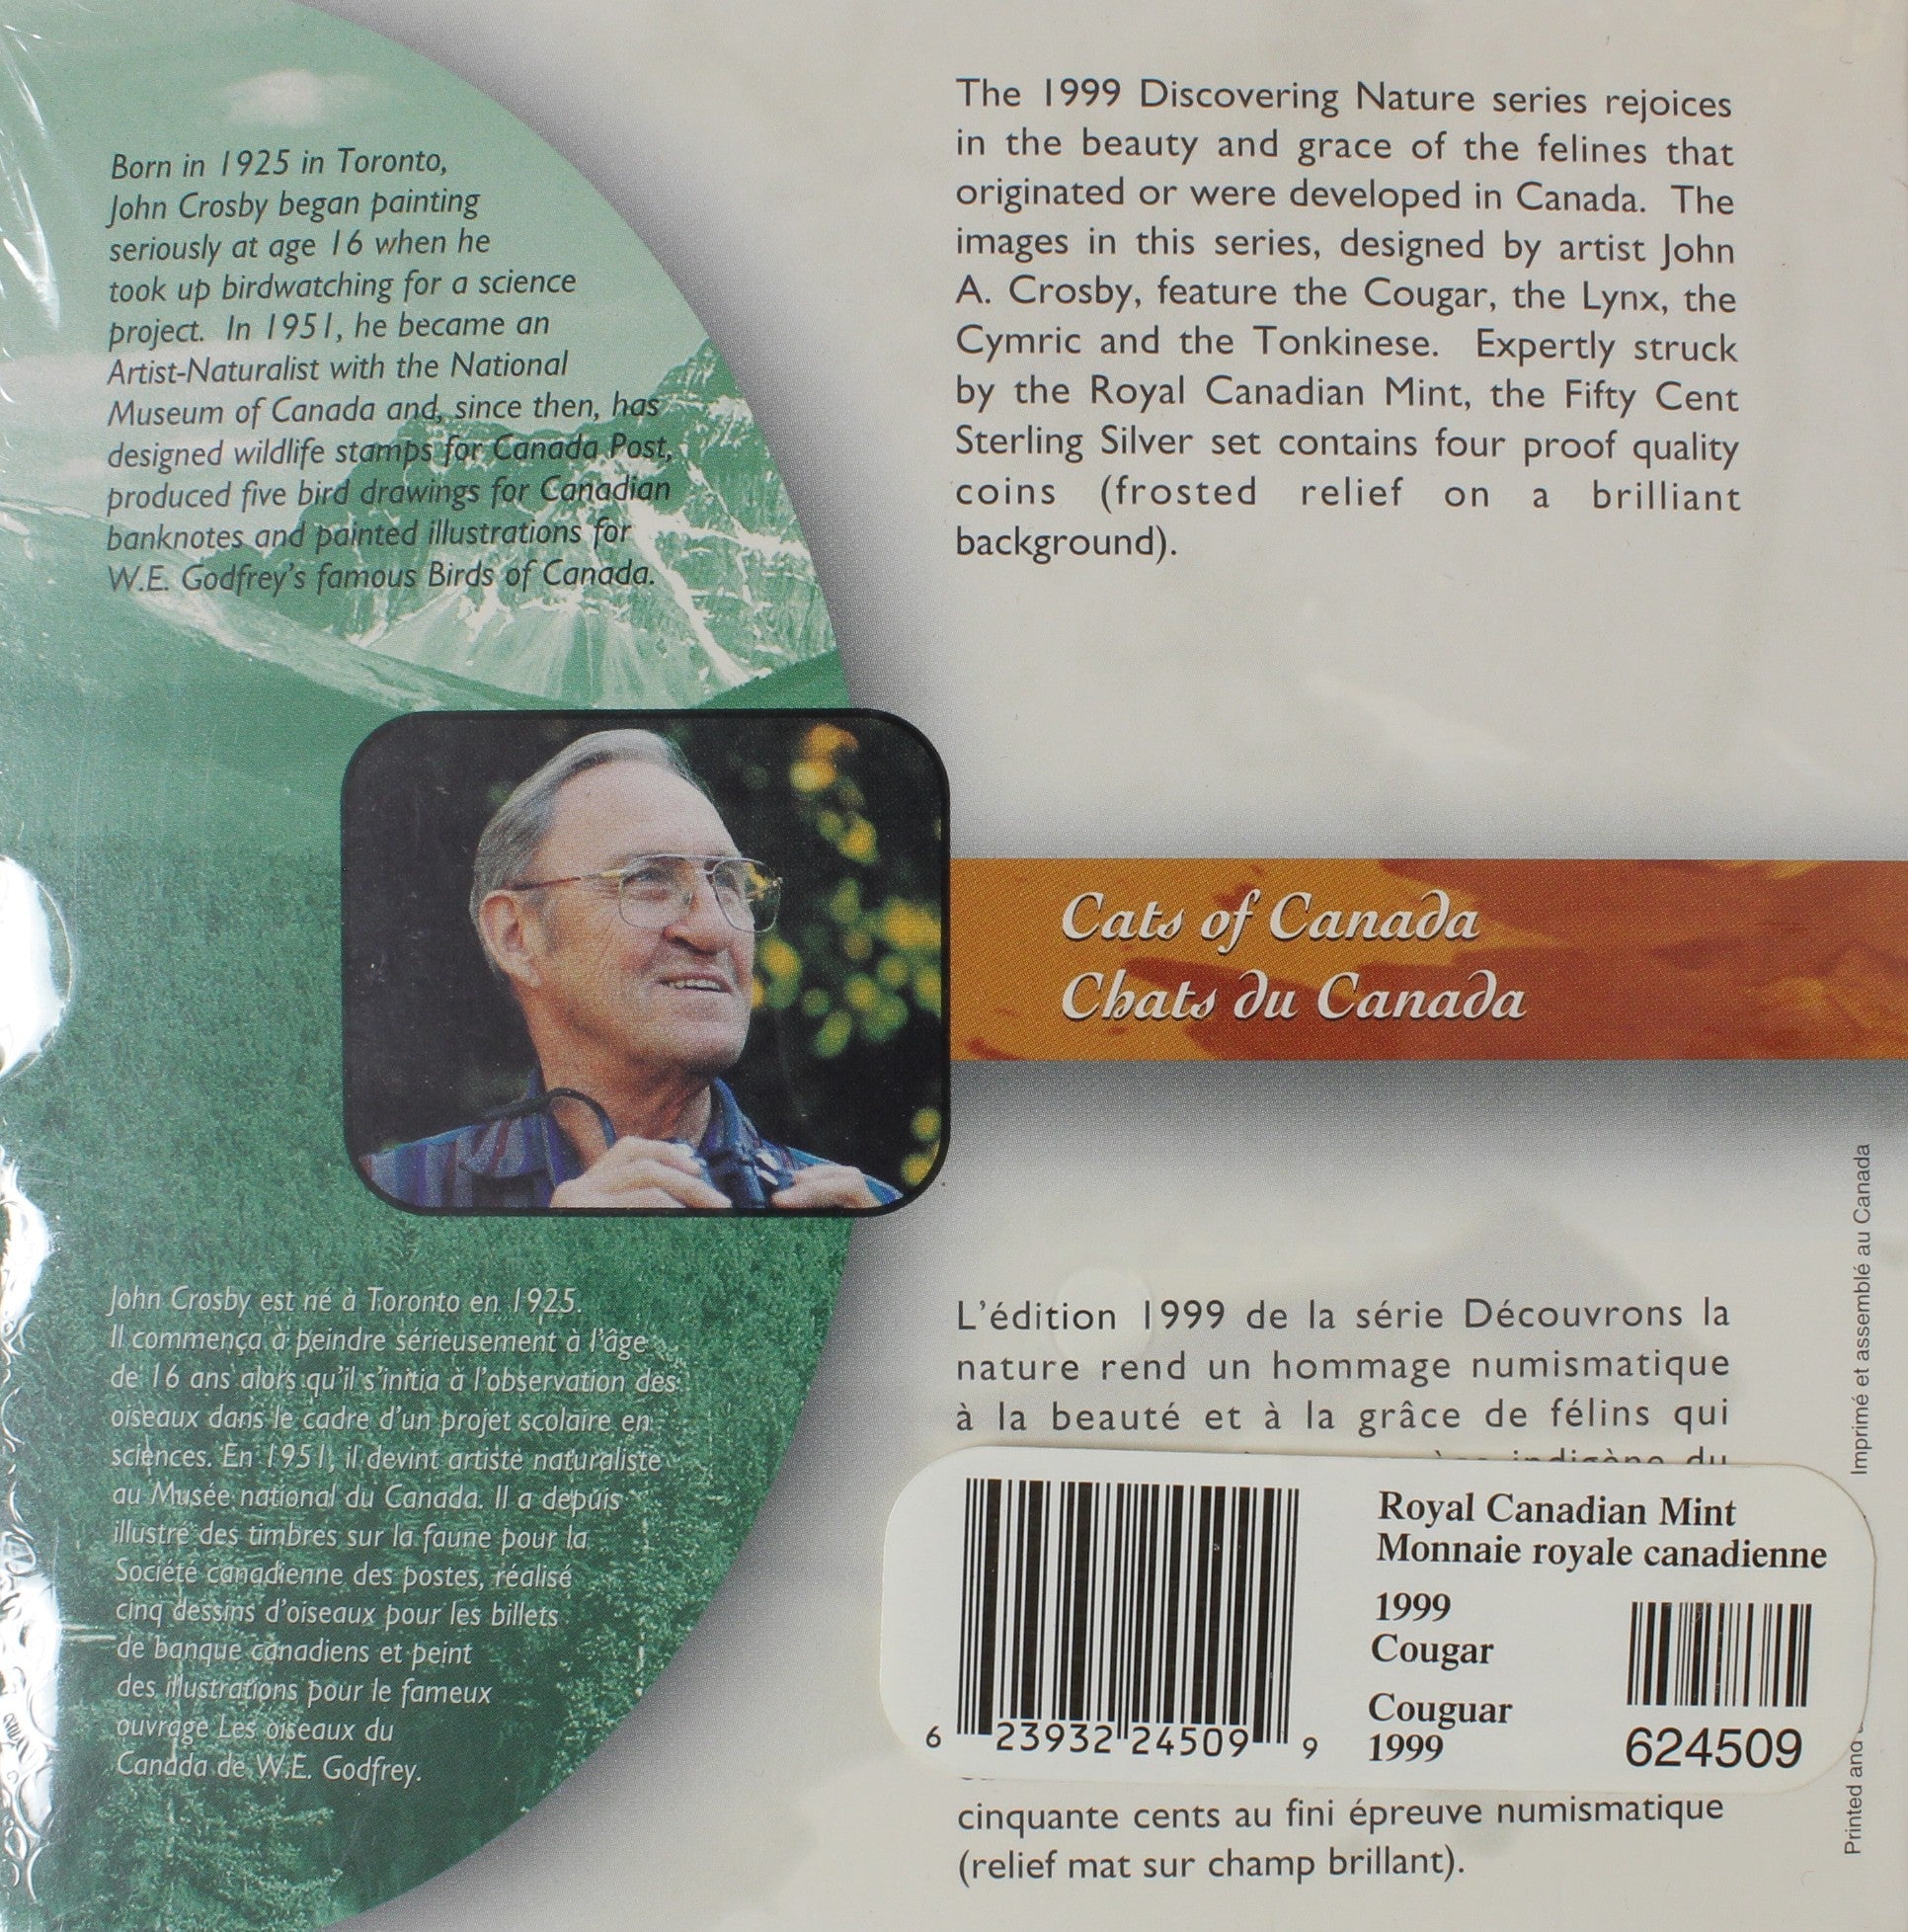 Born in 1925 in Toronto,
John Crosby began painting
seriously at age 16 when he
took up birdwatching for a science
project. In 1951, he became an
Artist-Naturalist with the National
Museum of Canada and, since then, has
designed wildlife stamps for Canada Post,
produced five bird drawings for Canadian
banknotes and painted illustrations for
W.E. Godfrey's famous Birds of Canada.
The 1999 Discovering Nature series rejoices
in the beauty and grace of the felines that
originated or were developed in Canada. The
images in this series, designed by artist John
A. Crosby, feature the Cougar, the Lynx, the
Cymric and the Tonkinese. Expertly struck
by the Royal Canadian Mint, the Fifty Cent
Sterling Silver set contains four proof quality
coins (frosted relief on a brilliant
background).
Cats of Canada
Chats du Canada
John Crosby est né à Toronto en 1925.
Il commença à peindre sérieusement à l'âge
de 16 ans alors qu'il s'initia à l'observation des
oiseaux dans le cadre d'un projet scolaire en
sciences. En 1951, il devint artiste naturaliste
au Musée national du Canada. Il a depuis
illustré des timbres sur la faune pour la
Société canadienne des postes, réalisé
cinq dessins d'oiseaux pour les billets
de banque canadiens et peint
des illustrations pour le fameux
ouvrage Les oiseaux du
Canada de W.E. Godfrey.
L'édition 1999 de la série Découvrons la
nature rend un hommage numismatique
à la beauté et à la grâce de félins qui
indigène du
Royal Canadian Mint
Monnaie royale canadienne
1999
Cougar
Couguar
1999
6 23932 24509 9
624509
cinquante cents au fini épreuve numismatique
(relief mat sur champ brillant).
Printed and
Imprimé et assemblé au Canada